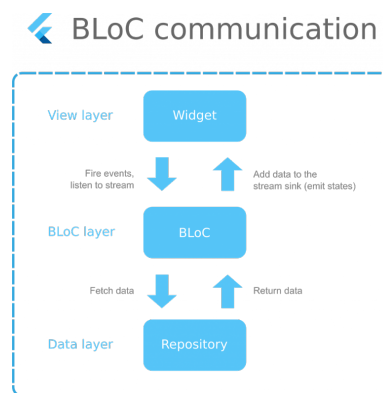 BLoC communication
View layer
Widget
Fire events,
listen to stream
Add data to the
stream sink (emit states)
BLoC layer
BLoC
Fetch data
Return data
Data layer
Repository